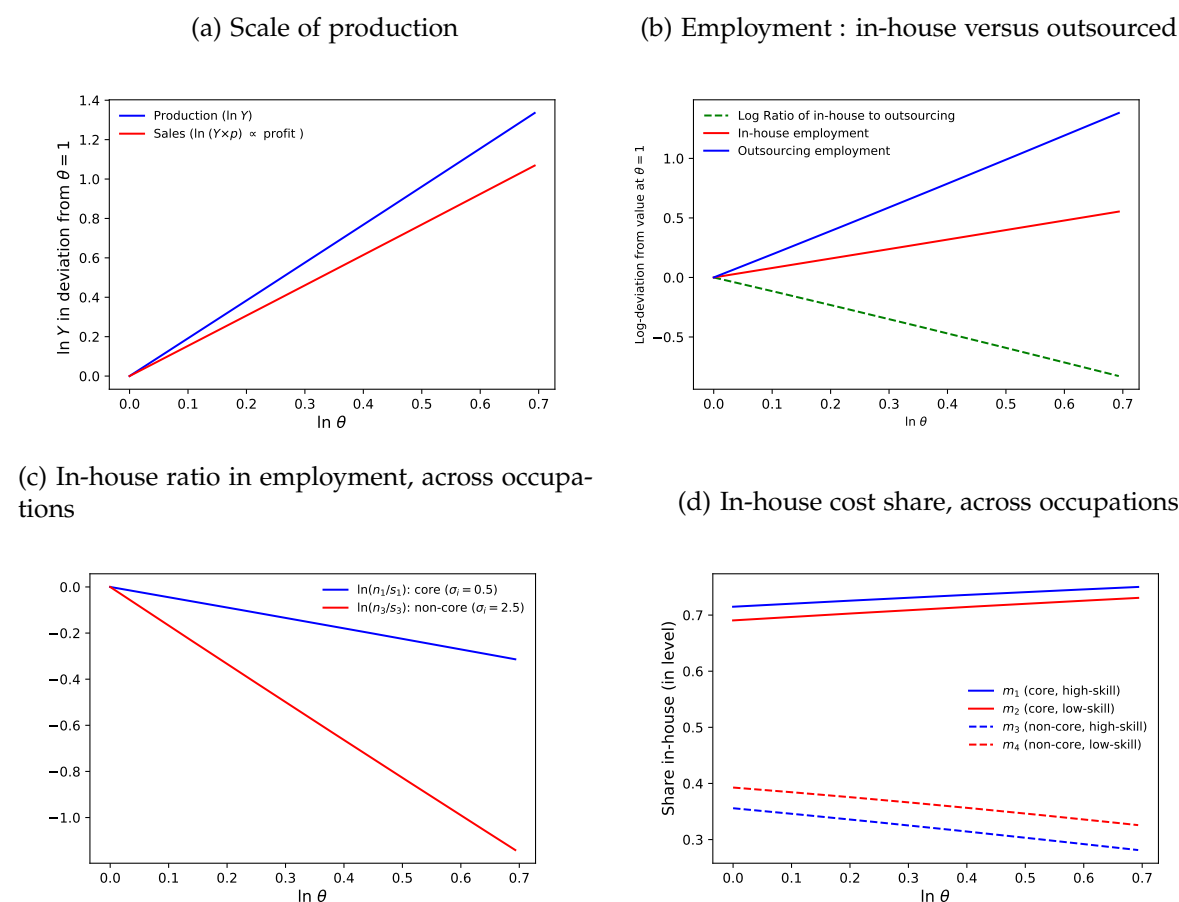 (a) Scale of production
ln Y in deviation from θ = 1
1.4
1.2
1.0
0.8
0.6
0.4
0.2
0.0
Production (ln Y)
Sales (ln (Y×p) ∝ profit )
0.0 0.1 0.2 0.3 0.4 0.5 0.6 0.7
ln θ
(b) Employment : in-house versus outsourced
Log-deviation from value at θ = 1
1.0
0.5
0.0
−0.5
Log Ratio of in-house to outsourcing
In-house employment
Outsourcing employment
0.0 0.1 0.2 0.3 0.4 0.5 0.6 0.7
ln θ
(c) In-house ratio in employment, across occupa-
tions
0.0
−0.2
−0.4
−0.6
−0.8
−1.0
ln(n₁/s₁): core (σᵢ = 0.5)
ln(n₃/s₃): non-core (σᵢ = 2.5)
0.0 0.1 0.2 0.3 0.4 0.5 0.6 0.7
ln θ
(d) In-house cost share, across occupations
Share in-house (in level)
0.7
0.6
0.5
0.4
0.3
m₁ (core, high-skill)
m₂ (core, low-skill)
m₃ (non-core, high-skill)
m₄ (non-core, low-skill)
0.0 0.1 0.2 0.3 0.4 0.5 0.6 0.7
ln θ